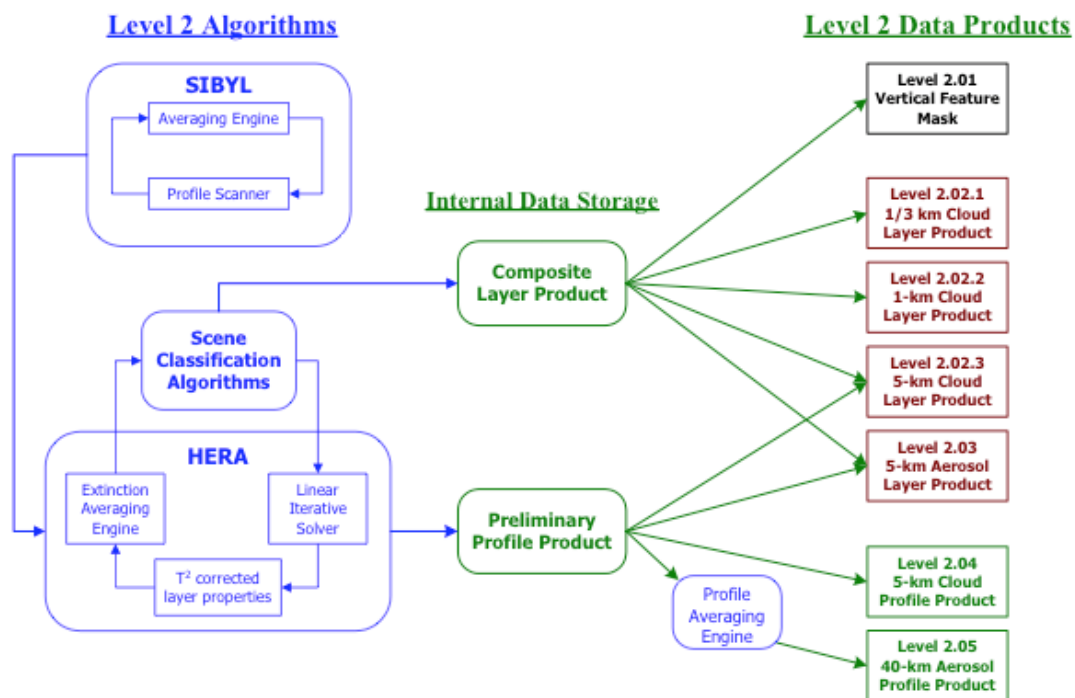 Level 2 Algorithms
Level 2 Data Products
SIBYL
Averaging Engine
Profile Scanner
Internal Data Storage
Composite
Layer Product
Scene
Classification
Algorithms
HERA
Extinction
Averaging
Engine
Linear
Iterative
Solver
T² corrected
layer properties
Preliminary
Profile Product
Profile
Averaging
Engine
Level 2.01
Vertical Feature
Mask
Level 2.02.1
1/3 km Cloud
Layer Product
Level 2.02.2
1-km Cloud
Layer Product
Level 2.02.3
5-km Cloud
Layer Product
Level 2.03
5-km Aerosol
Layer Product
Level 2.04
5-km Cloud
Profile Product
Level 2.05
40-km Aerosol
Profile Product